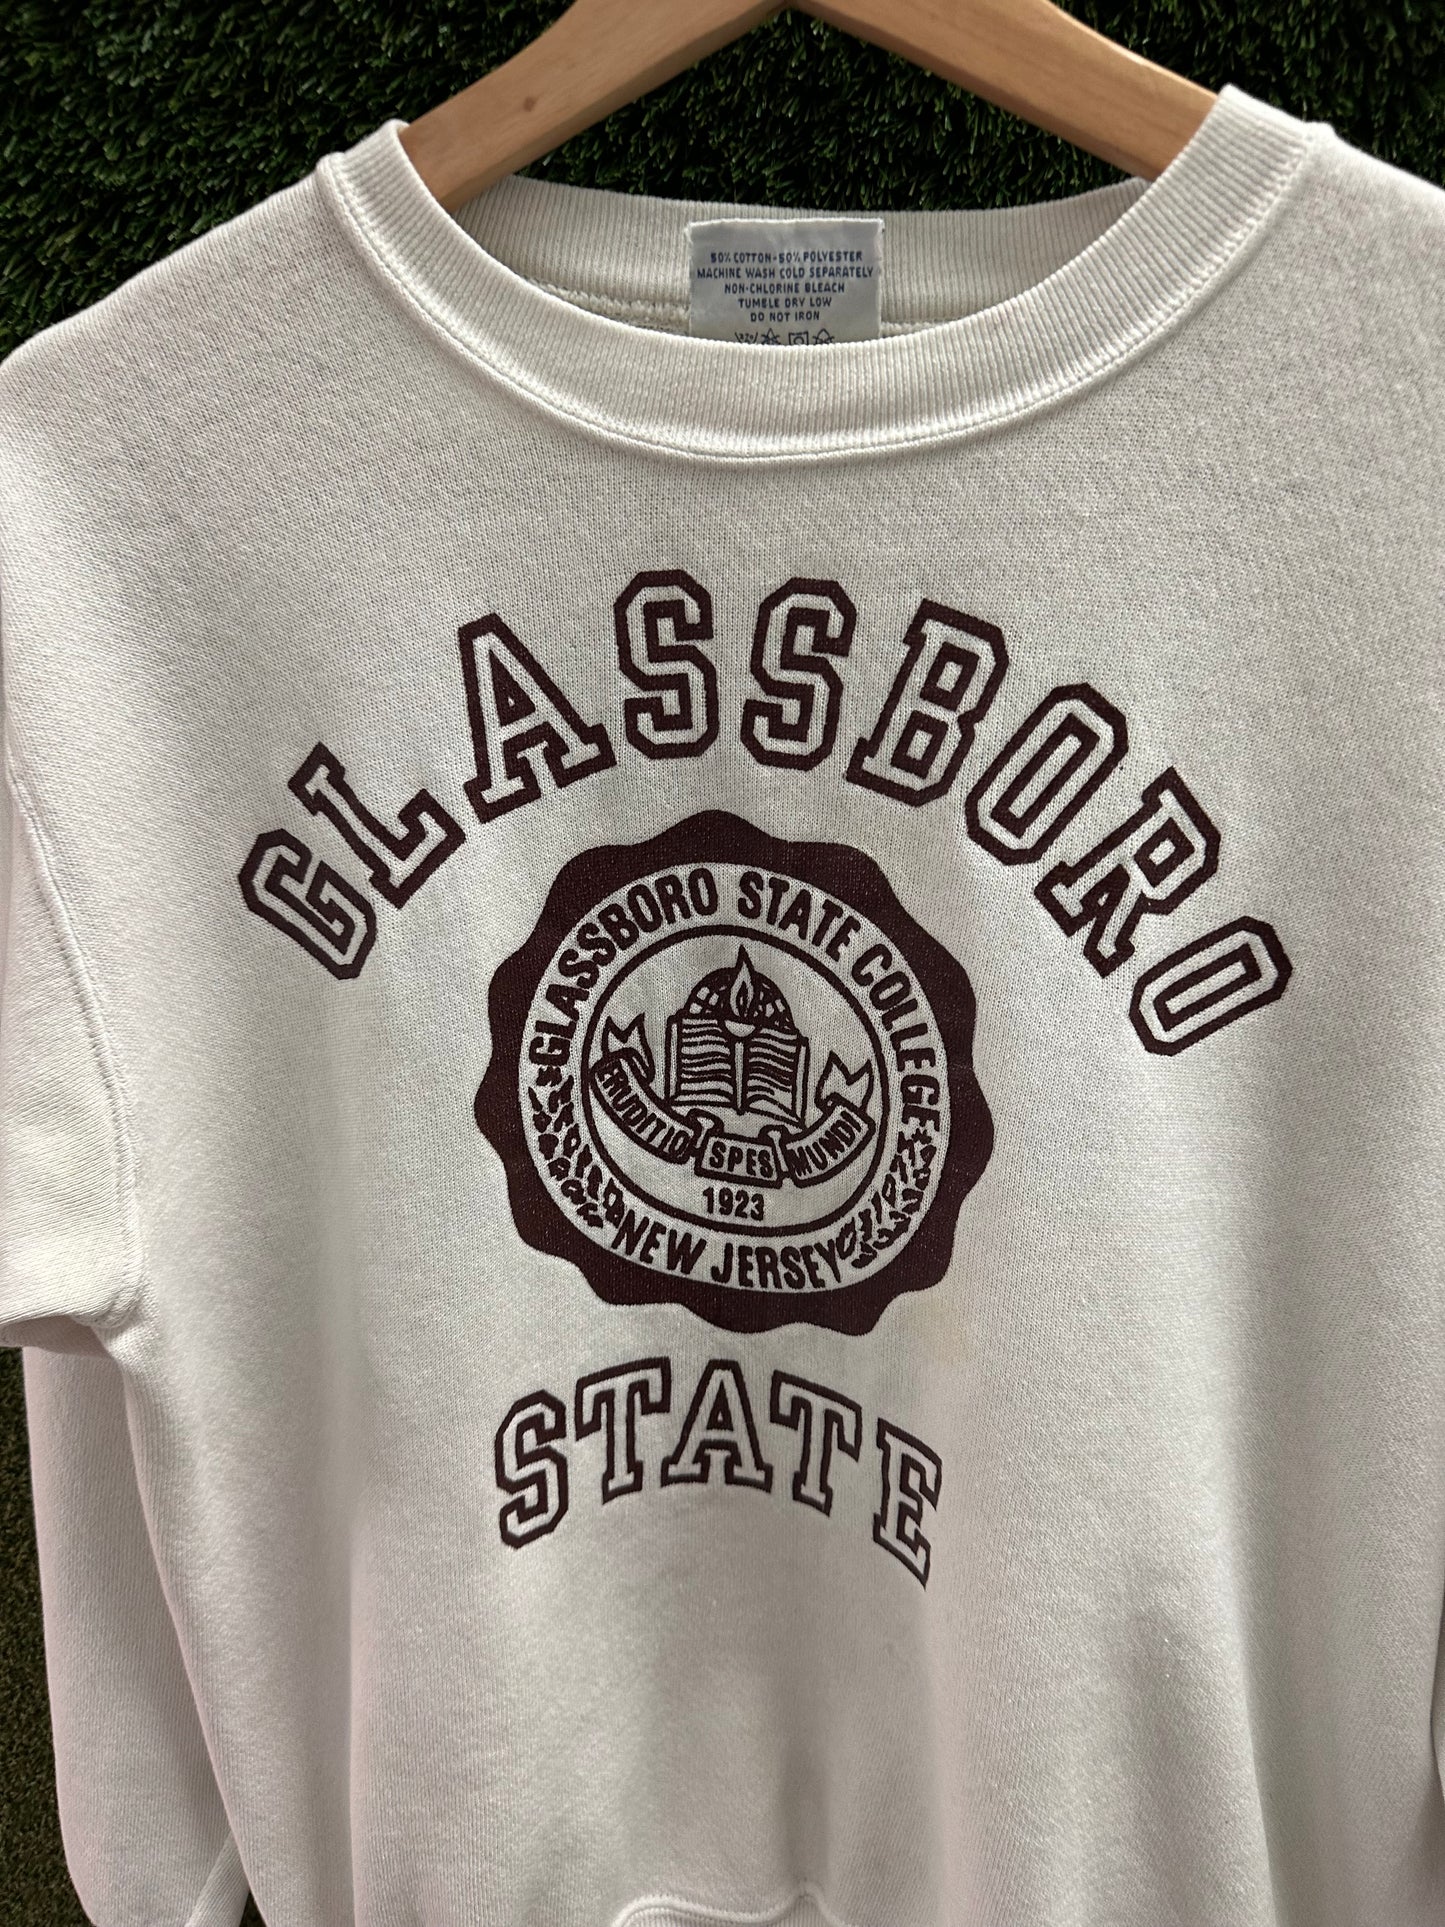 50% COTTON-50% POLYESTER
MACHINE WASH COLD SEPARATELY
NON-CHLORINE BLEACH
TUMBLE DRY LOW
DO NOT IRON
GLASSBORO
GLASSBORO STATE COLLEGE
ERUDITIO SPES MUNDI
1923
NEW JERSEY
STATE